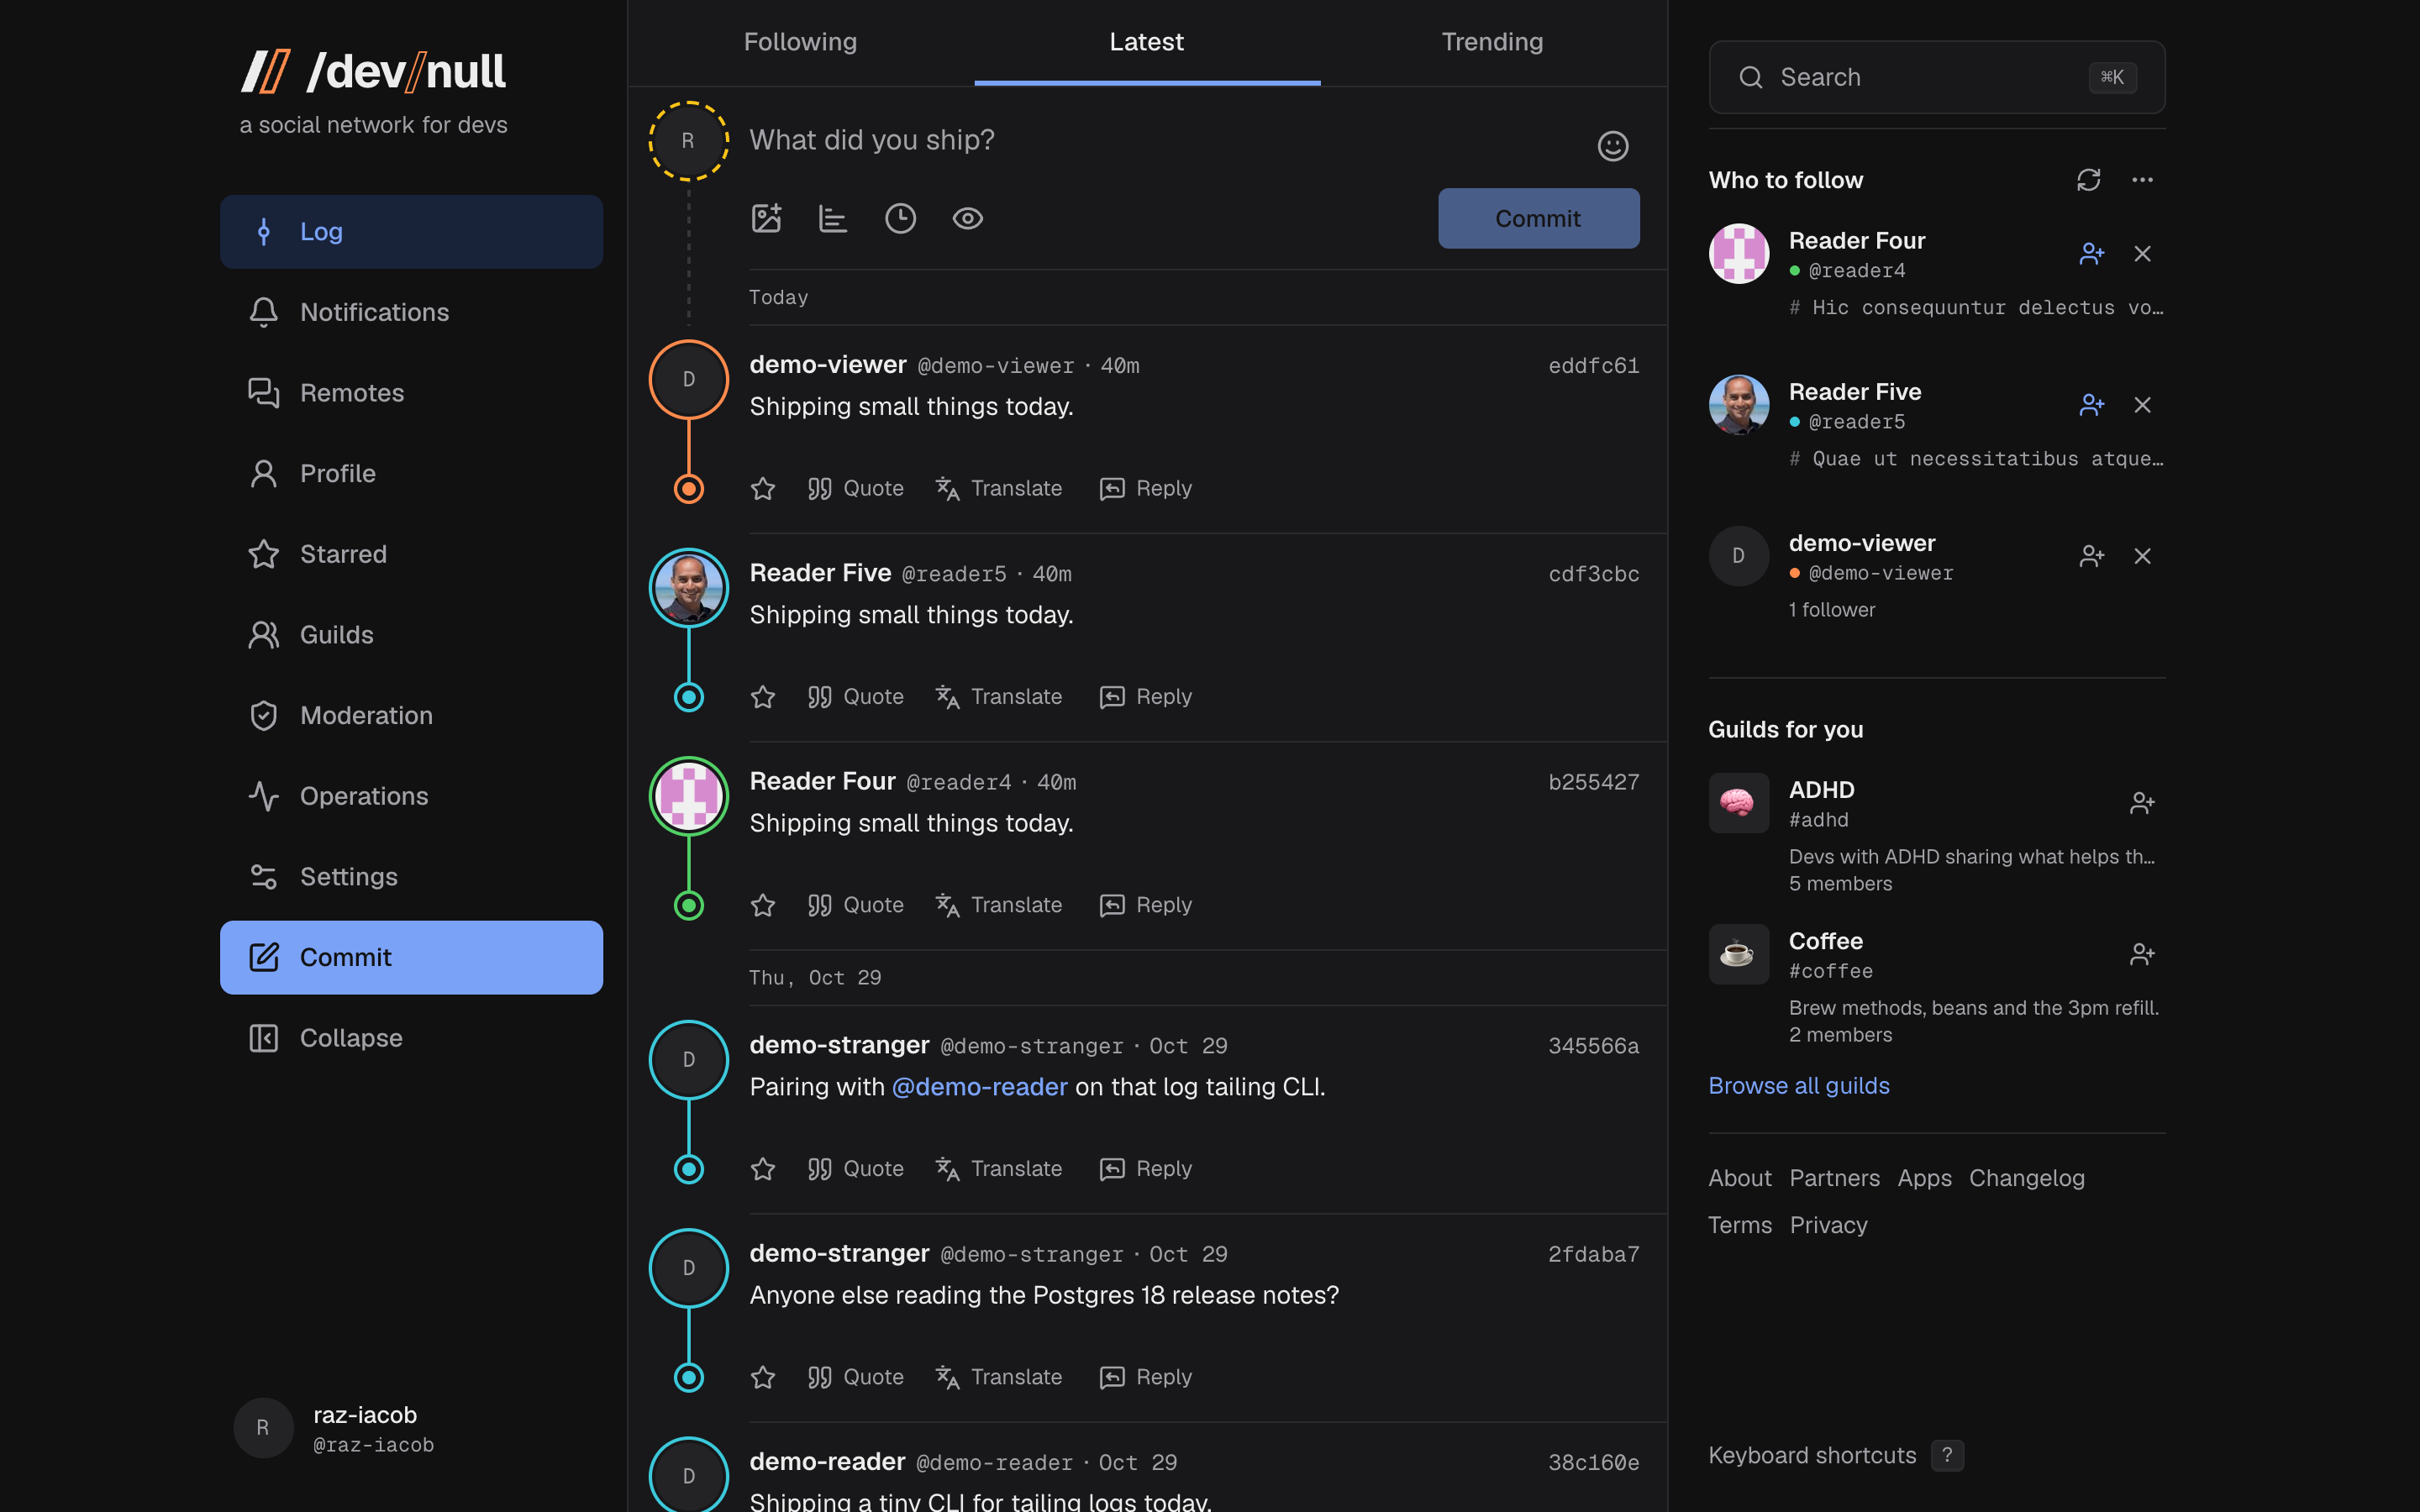 /dev//null
a social network for devs
Log
Notifications
Remotes
Profile
Starred
Guilds
Moderation
Operations
Settings
Commit
Collapse
R
raz-iacob
@raz-iacob
Following
Latest
Trending
R
What did you ship?
Commit
Today
D
demo-viewer @demo-viewer · 40m
eddfc61
Shipping small things today.
Quote
Translate
Reply
Reader Five @reader5 · 40m
cdf3cbc
Shipping small things today.
Quote
Translate
Reply
Reader Four @reader4 · 40m
b255427
Shipping small things today.
Quote
Translate
Reply
Thu, Oct 29
D
demo-stranger @demo-stranger · Oct 29
345566a
Pairing with @demo-reader on that log tailing CLI.
Quote
Translate
Reply
D
demo-stranger @demo-stranger · Oct 29
2fdaba7
Anyone else reading the Postgres 18 release notes?
Quote
Translate
Reply
D
demo-reader @demo-reader · Oct 29
38c160e
Shipping a tiny CLI for tailing logs today.
Search
⌘K
Who to follow
Reader Four
@reader4
# Hic consequuntur delectus vo…
Reader Five
@reader5
# Quae ut necessitatibus atque…
D
demo-viewer
@demo-viewer
1 follower
Guilds for you
ADHD
#adhd
Devs with ADHD sharing what helps th…
5 members
Coffee
#coffee
Brew methods, beans and the 3pm refill.
2 members
Browse all guilds
About Partners Apps Changelog
Terms Privacy
Keyboard shortcuts ?